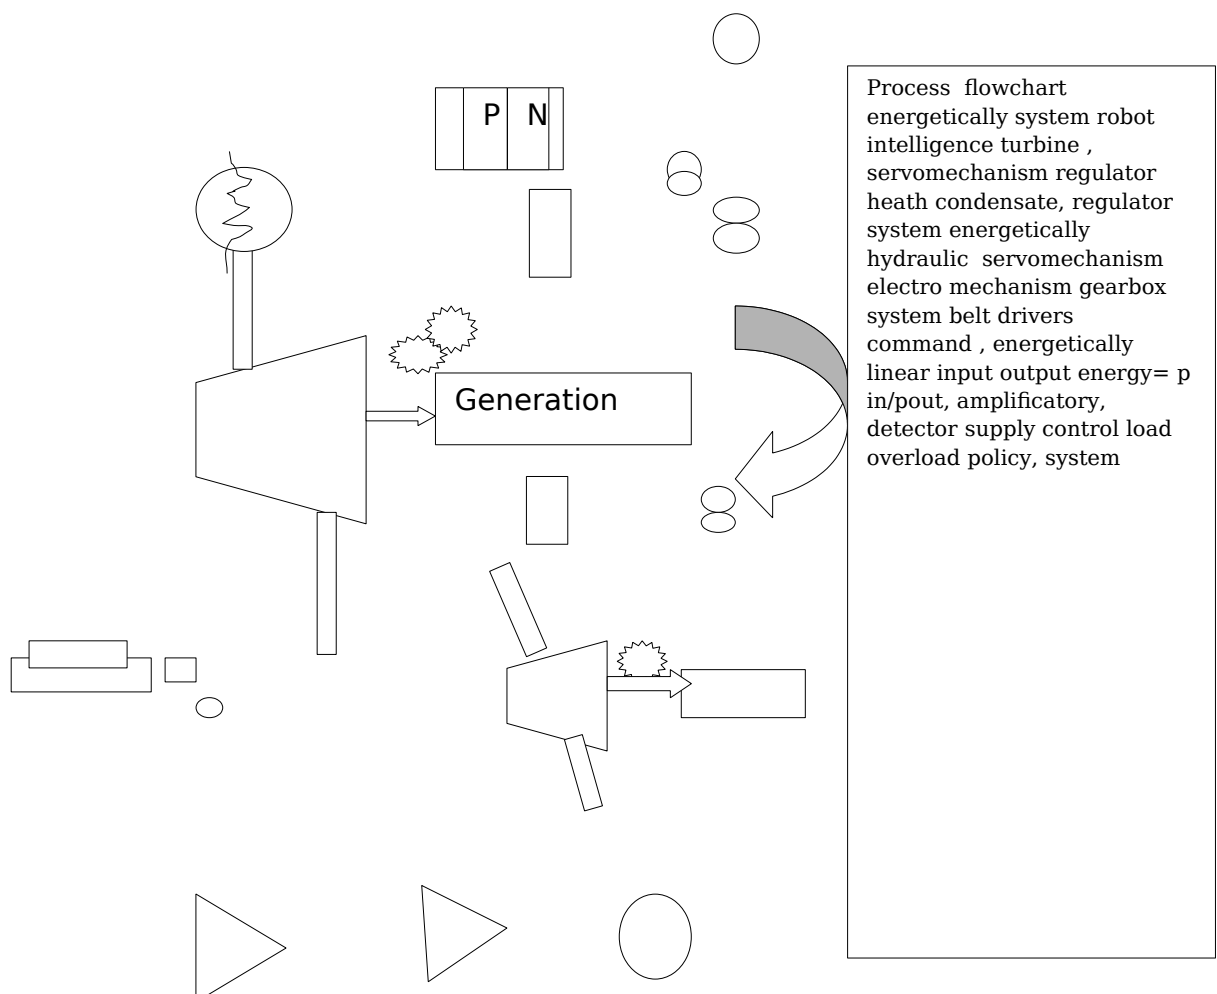 P N
Process  flowchart
energetically system robot
intelligence turbine ,
servomechanism regulator
heath condensate, regulator
system energetically
hydraulic  servomechanism
electro mechanism gearbox
system belt drivers
command , energetically
linear input output energy= p
in/pout, amplificatory,
detector supply control load
overload policy, system
Generation